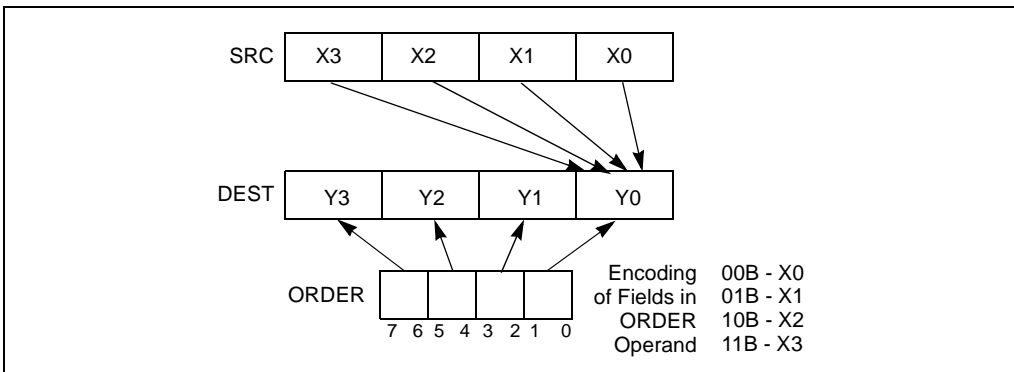 SRC X3 X2 X1 X0
DEST Y3 Y2 Y1 Y0
ORDER
7 6 5 4 3 2 1 0
Encoding 00B - X0
of Fields in 01B - X1
ORDER 10B - X2
Operand 11B - X3